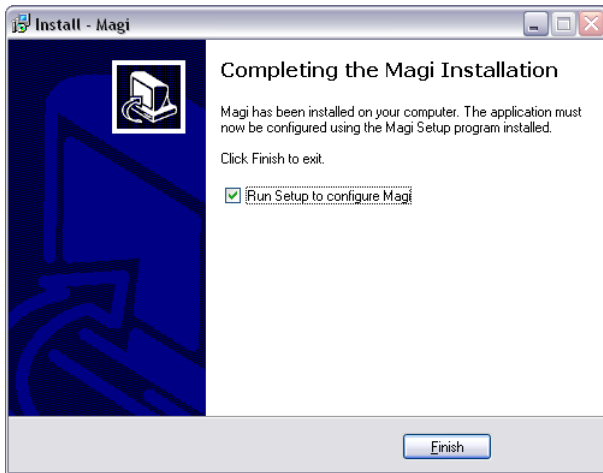 Install - Magi
Completing the Magi Installation
Magi has been installed on your computer. The application must
now be configured using the Magi Setup program installed.
Click Finish to exit.
Run Setup to configure Magi
Finish